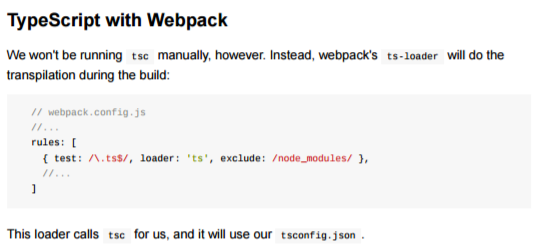 TypeScript with Webpack
We won't be running tsc manually, however. Instead, webpack's ts-loader will do the
transpilation during the build:
// webpack.config.js
//...
rules: [
{ test: /\.ts$/, loader: 'ts', exclude: /node_modules/ },
//...
]
This loader calls tsc for us, and it will use our tsconfig.json .